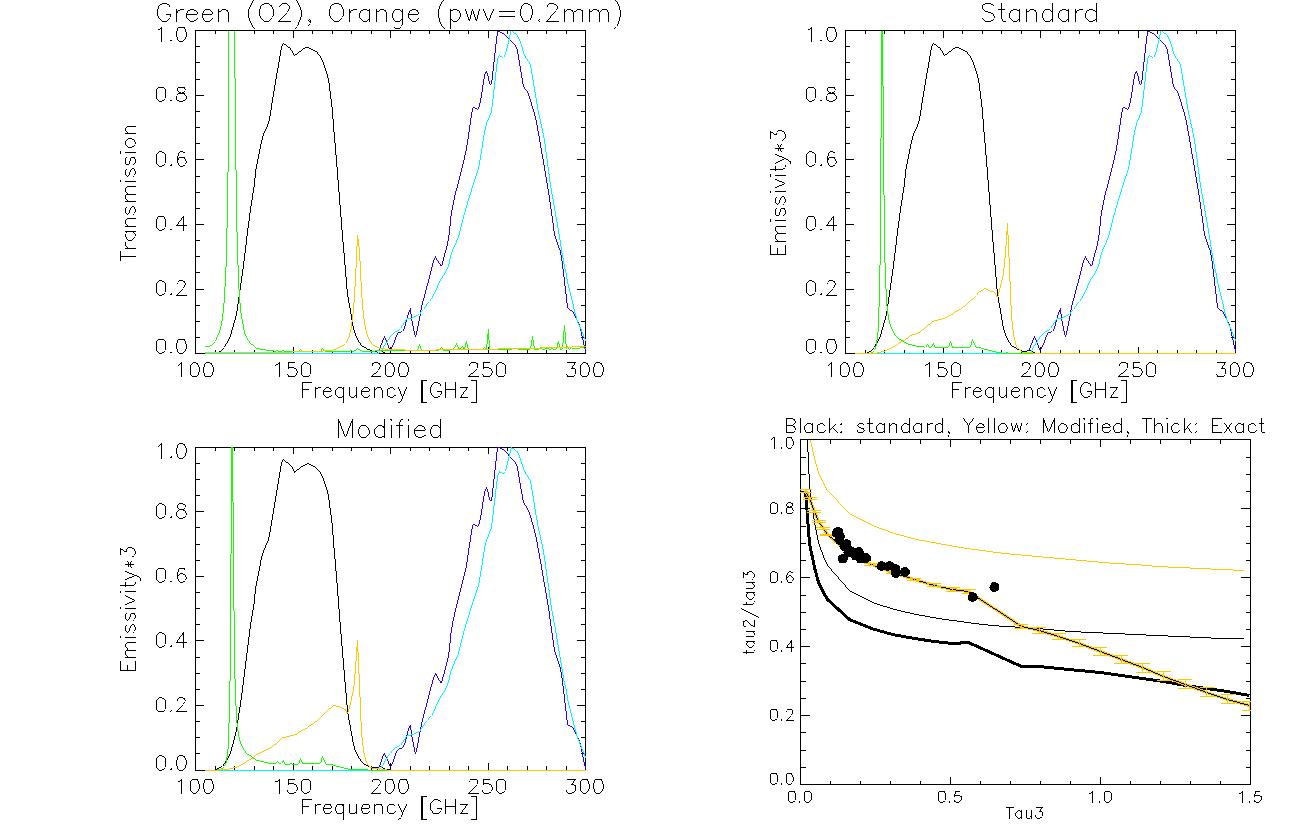 Green (O2), Orange (pwv=0.2mm)
Transmission
1.0
0.8
0.6
0.4
0.2
0.0
100 150 200 250 300
Frequency [GHz]
Standard
Emissivity*3
1.0
0.8
0.6
0.4
0.2
0.0
100 150 200 250 300
Frequency [GHz]
Modified
Emissivity*3
1.0
0.8
0.6
0.4
0.2
0.0
100 150 200 250 300
Frequency [GHz]
Black: standard, Yellow: Modified, Thick: Exact
tau2/tau3
1.0
0.8
0.6
0.4
0.2
0.0
0.0 0.5 1.0 1.5
Tau3